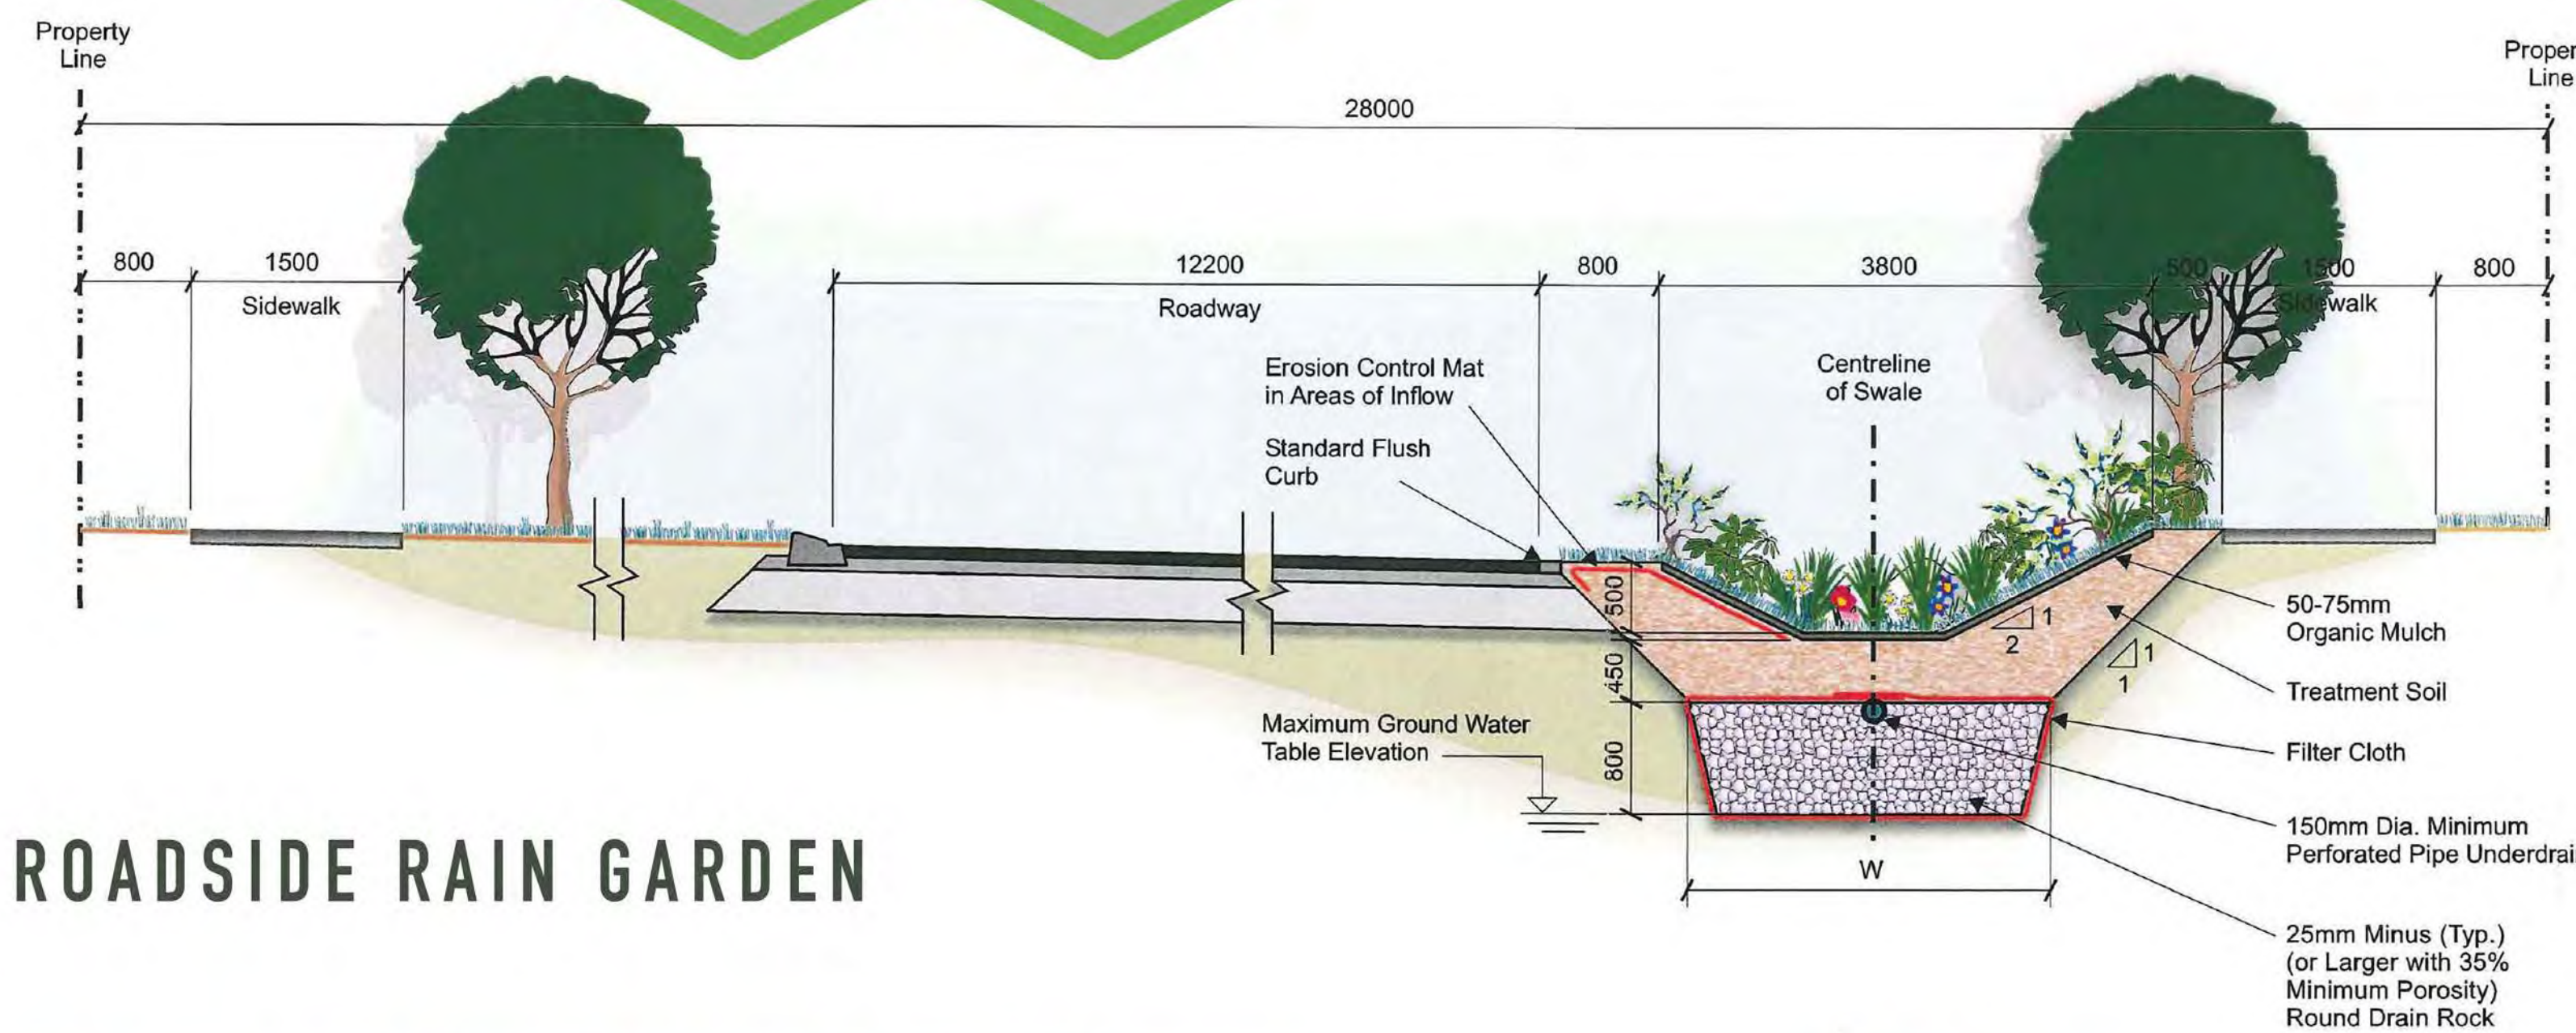 Property
Line
Proper
Line
28000
800
1500
12200
800
3800
500
1500
800
Sidewalk
Roadway
Sidewalk
Erosion Control Mat
in Areas of Inflow
Centreline
of Swale
Standard Flush
Curb
500
1
2
50-75mm
Organic Mulch
450
1
1
Treatment Soil
Maximum Ground Water
Table Elevation
800
Filter Cloth
150mm Dia. Minimum
Perforated Pipe Underdrai
W
ROADSIDE RAIN GARDEN
25mm Minus (Typ.)
(or Larger with 35%
Minimum Porosity)
Round Drain Rock